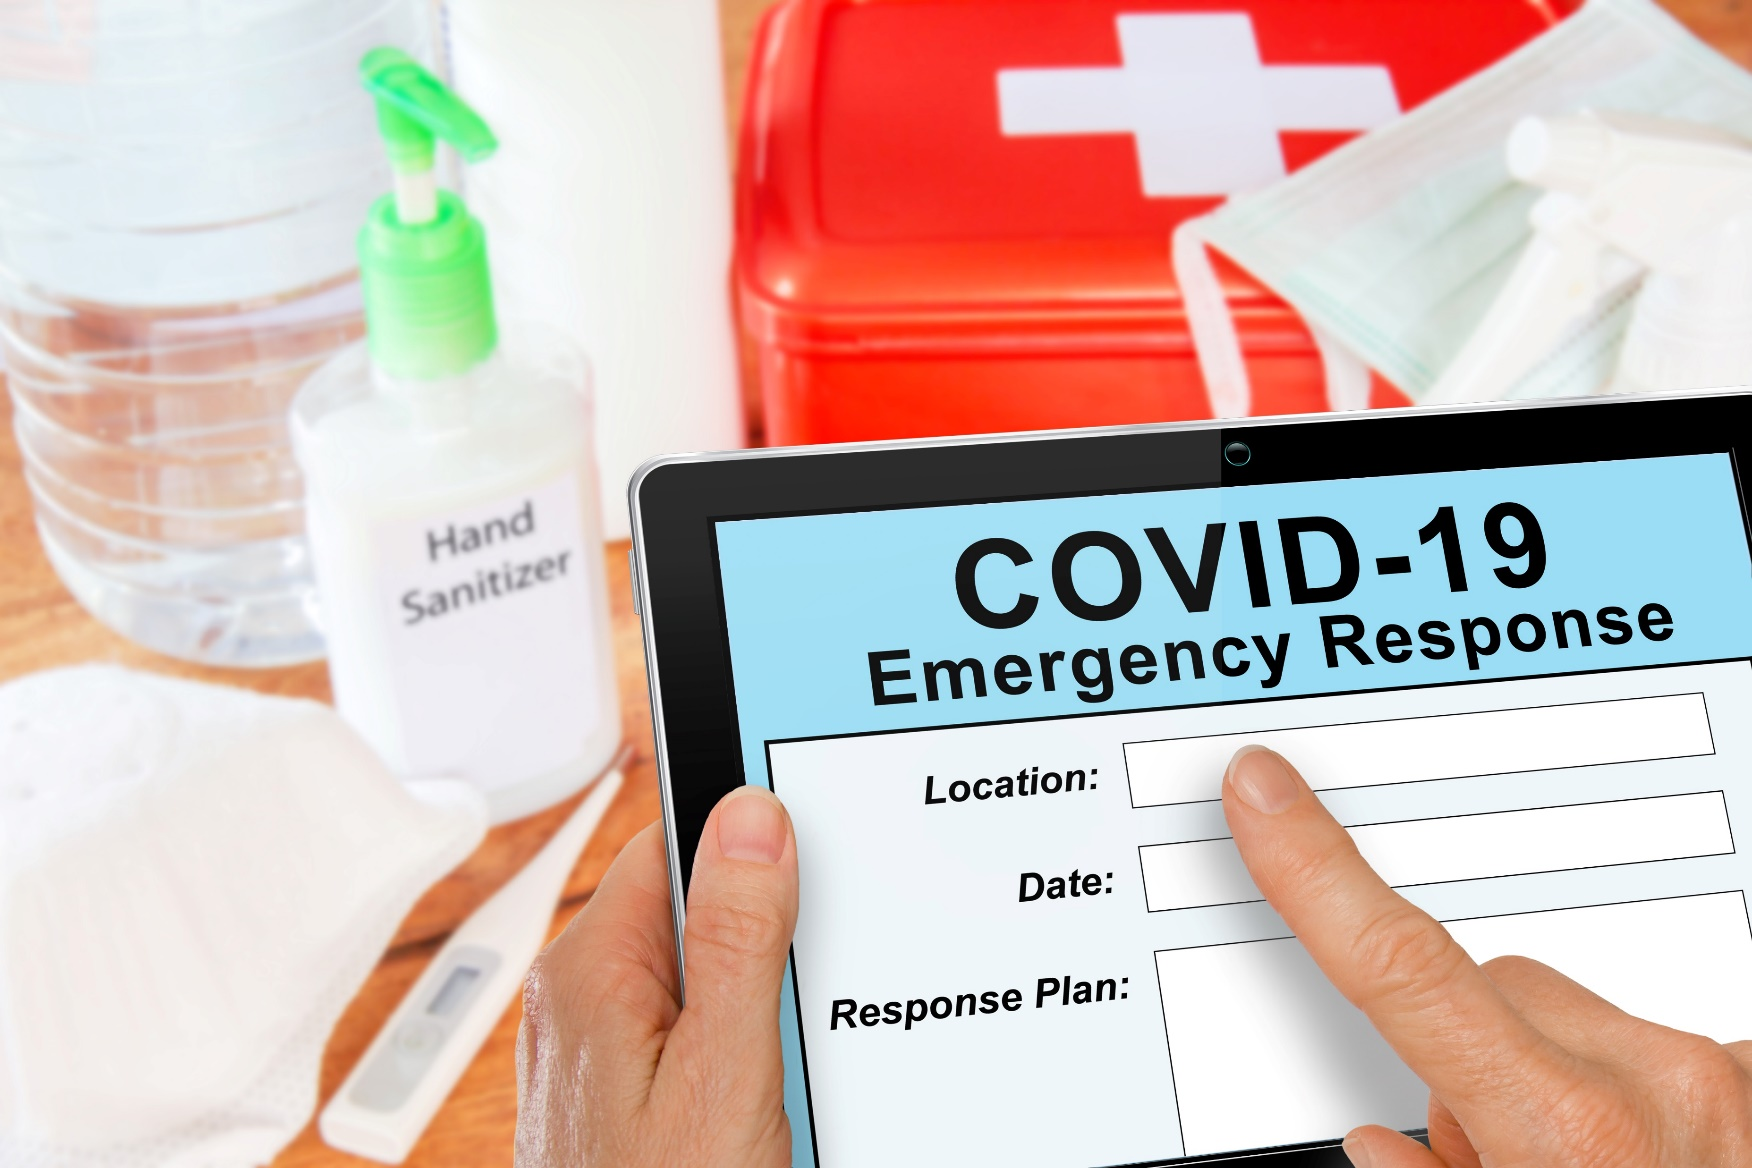 Hand
Sanitizer
COVID-19
Emergency Response
Location:
Date:
Response Plan: